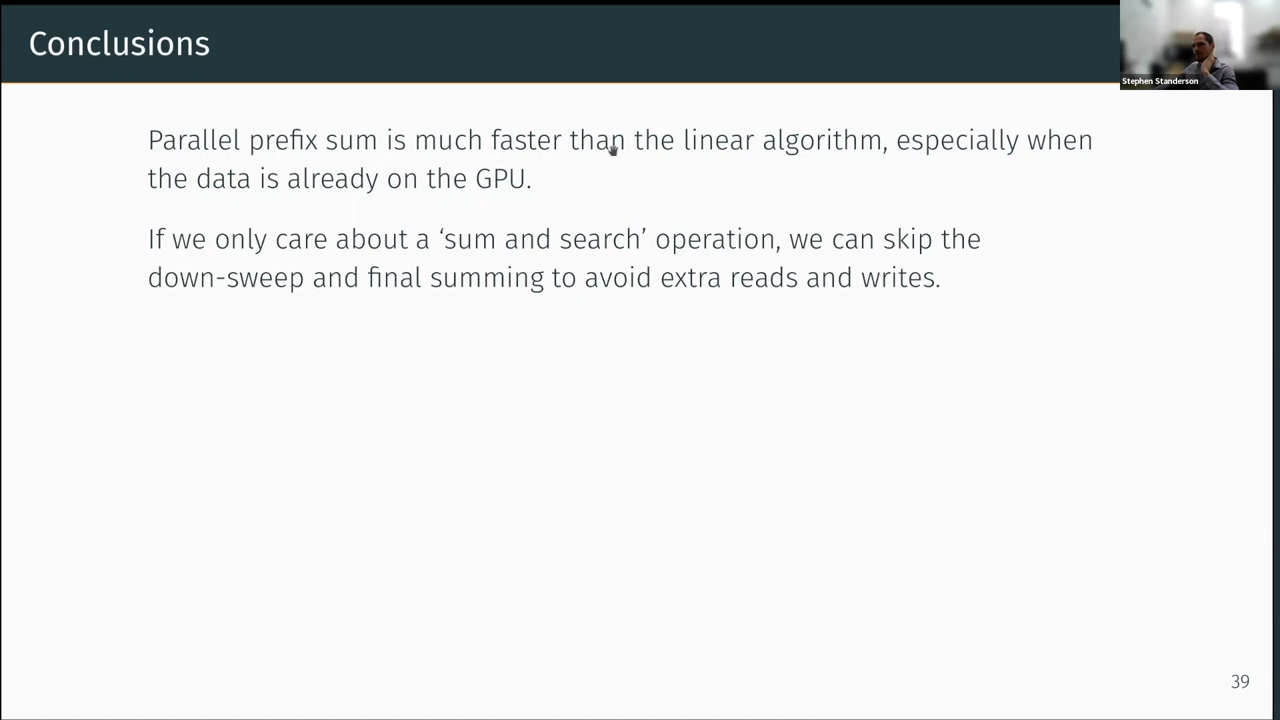 Conclusions
Stephen Standerson
Parallel prefix sum is much faster than the linear algorithm, especially when
the data is already on the GPU.
If we only care about a ‘sum and search’ operation, we can skip the
down-sweep and final summing to avoid extra reads and writes.
39